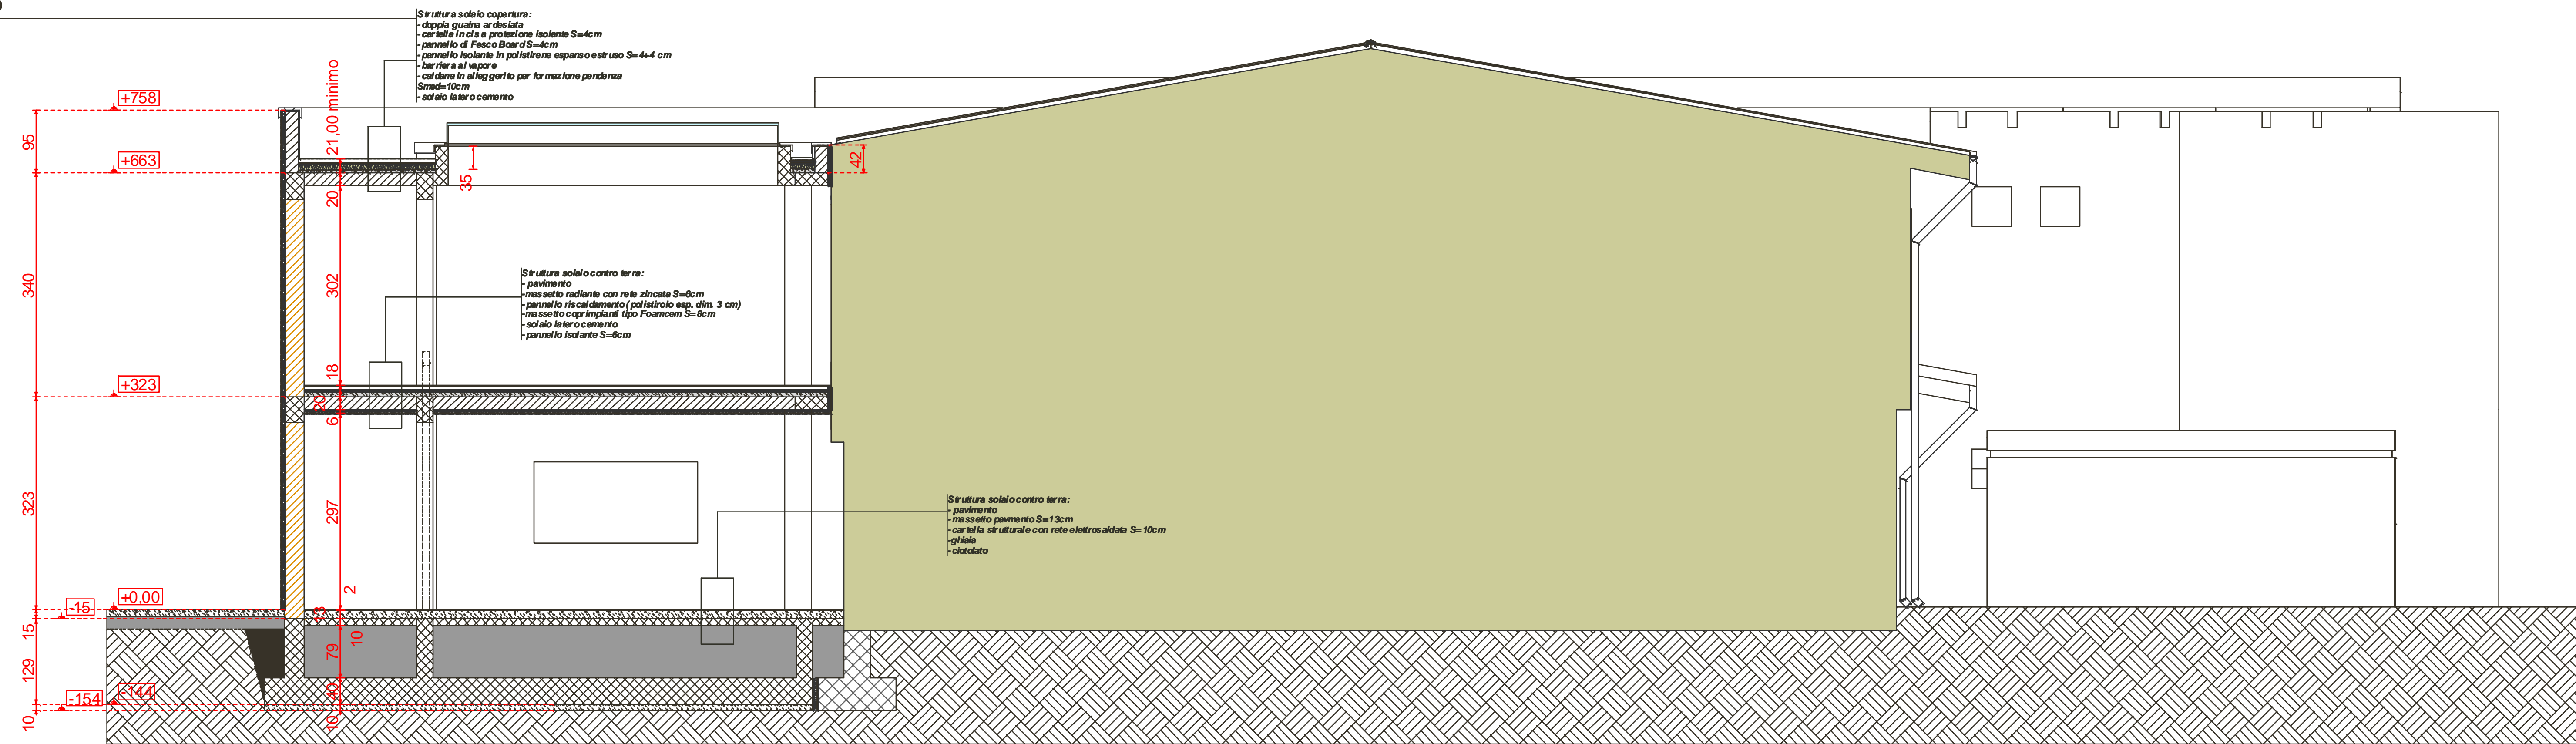 Struttura solaio copertura:
- doppia guaina ardesiata
- cartella in cls a protezione isolante S=4cm
- pannello di Fesco Board S=4cm
- pannello isolante in polistirene espanso estruso S=4+4 cm
- barriera al vapore
- caldana in alleggerito per formazione pendenza
Smed=10cm
- solaio latero cemento
+758
95
21,00 minimo
+663
42
35
20
340
302
Struttura solaio contro terra:
- pavimento
-massetto radiante con rete zincata S=6cm
- pannello riscaldamento (polistirolo esp. dim. 3 cm)
-massetto coprimpianti tipo Foamcem S=8cm
- solaio latero cemento
- pannello isolante S=6cm
18
+323
20
6
323
297
Struttura solaio contro terra:
- pavimento
- massetto pavmento S=13cm
- cartella strutturale con rete elettrosaldata S=10cm
-ghiaia
- ciotolato
2
+0,00
-15
13
15
10
79
129
-144
-154
40
10
10